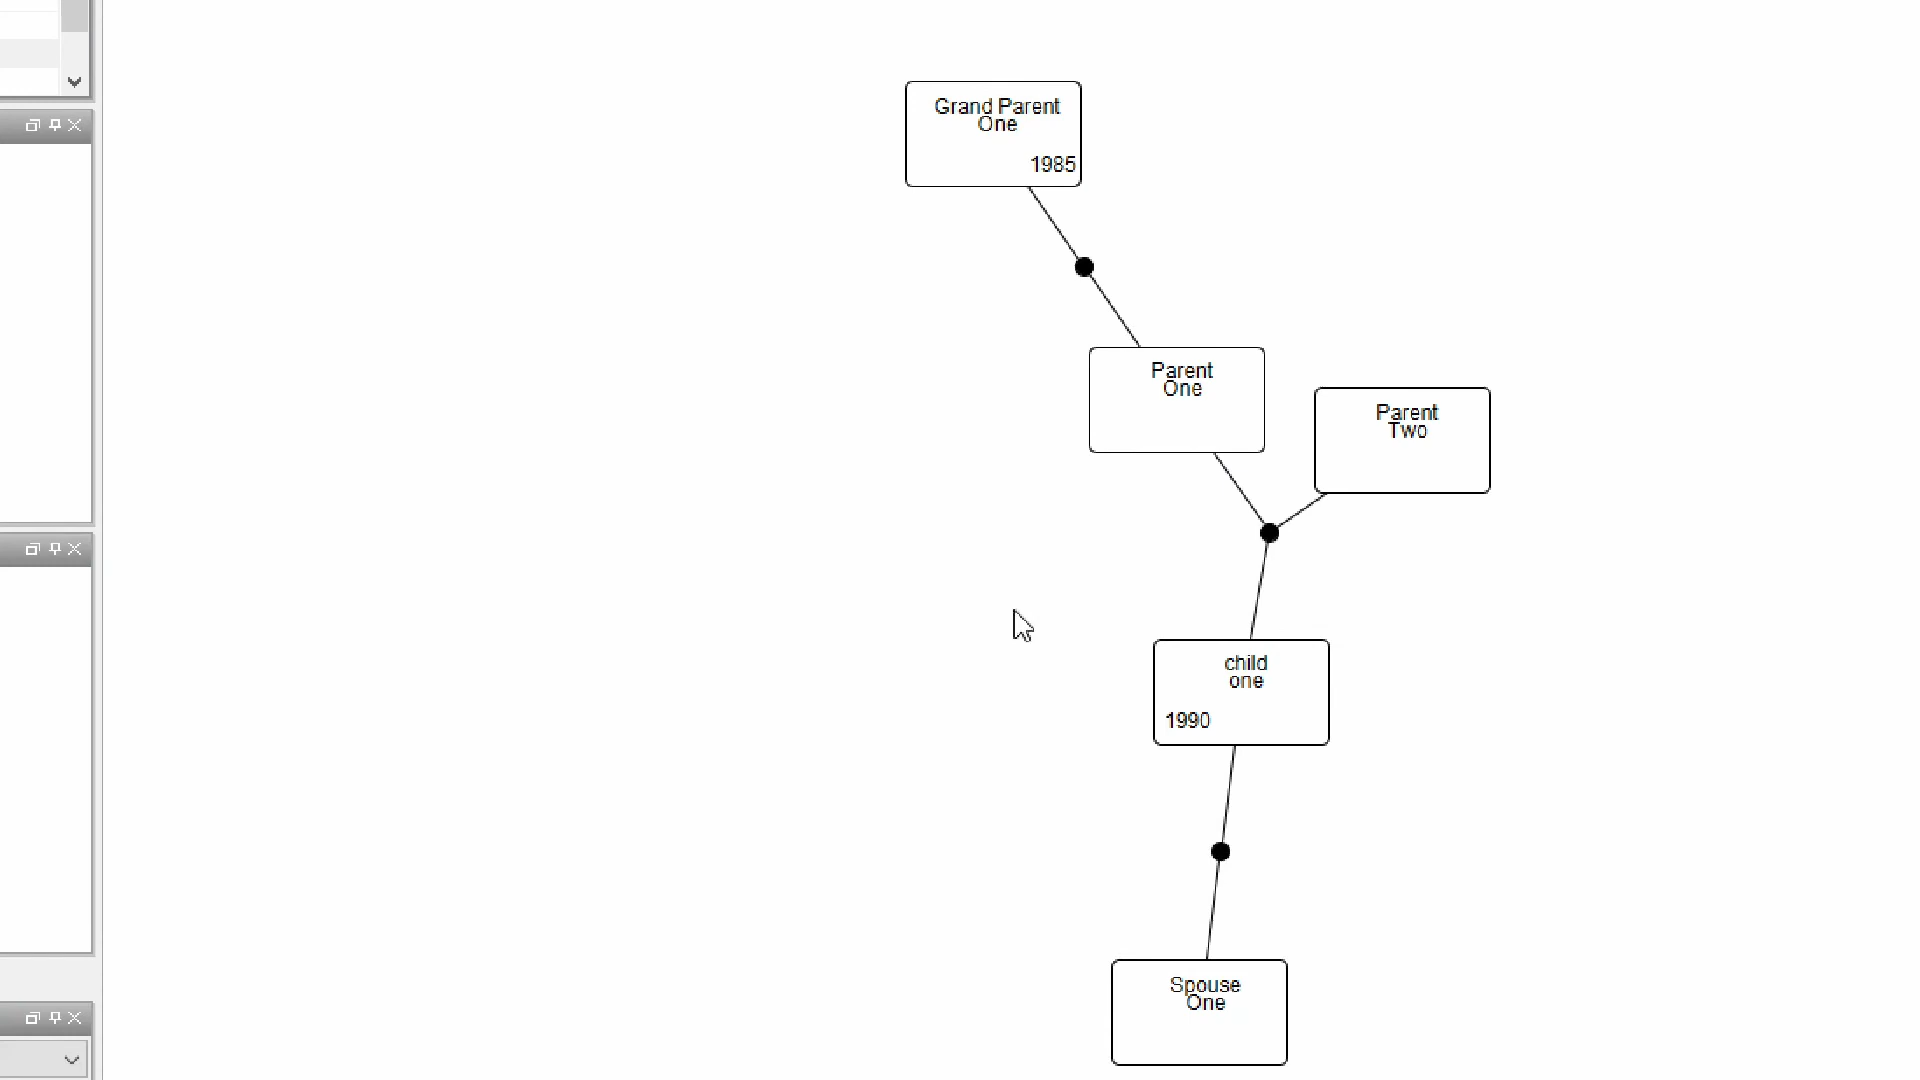 Grand Parent
One
1985
Parent
One
Parent
Two
child
one
1990
Spouse
One